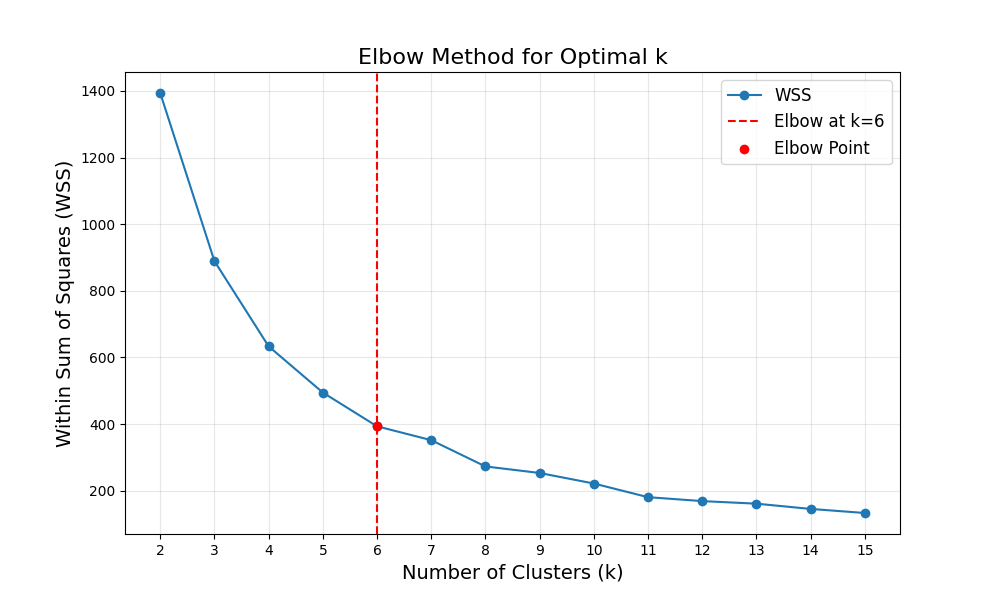 Elbow Method for Optimal k
WSS
Elbow at k=6
Elbow Point
Within Sum of Squares (WSS)
1400
1200
1000
800
600
400
200
2 3 4 5 6 7 8 9 10 11 12 13 14 15
Number of Clusters (k)